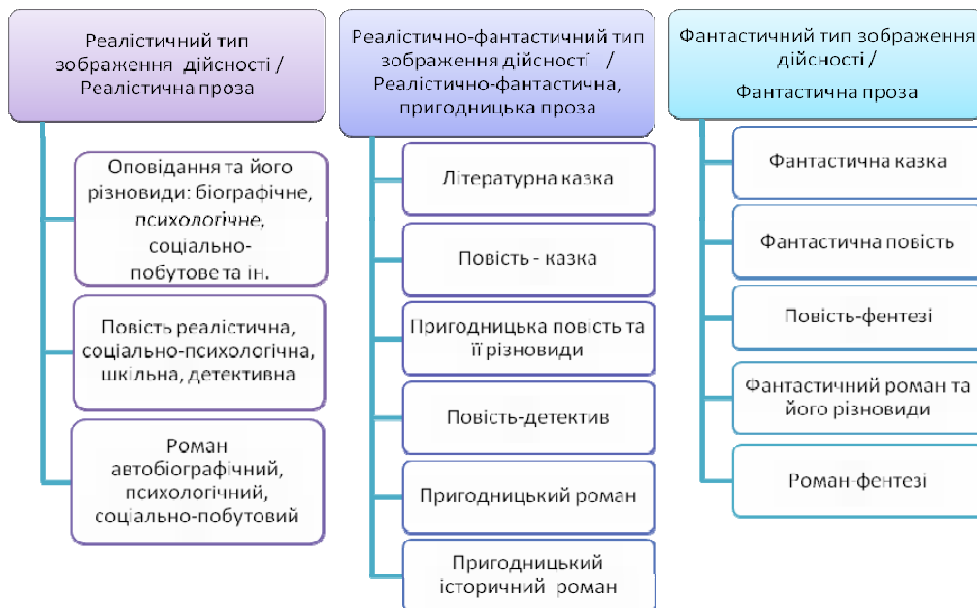 Реалістичний тип
зображення дійсності /
Реалістична проза
Оповідання та його
різновиди: біографічне,
психологічне,
соціально-
побутове та ін.
Повість реалістична,
соціально-психологічна,
шкільна, детективна
Роман
автобіографічний,
психологічний,
соціально-побутовий
Реалістично-фантастичний тип
зображення дійсності /
Реалістично-фантастична,
пригодницька проза
Літературна казка
Повість - казка
Пригодницька повість та
її різновиди
Повість-детектив
Пригодницький роман
Пригодницький
історичний роман
Фантастичний тип зображення
дійсності /
Фантастична проза
Фантастична казка
Фантастична повість
Повість-фентезі
Фантастичний роман та
його різновиди
Роман-фентезі